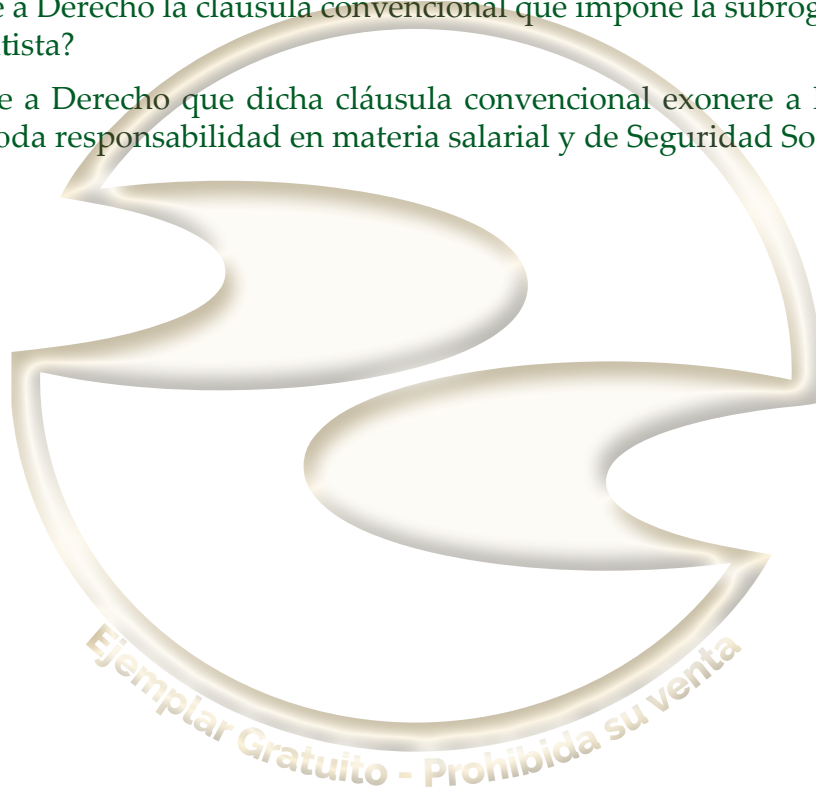 e a Derecho la cláusula convencional que impone la subrog
tista?
e a Derecho que dicha cláusula convencional exonere a
oda responsabilidad en materia salarial y de Seguridad So
Ejemplar Gratuito - Prohibida su venta